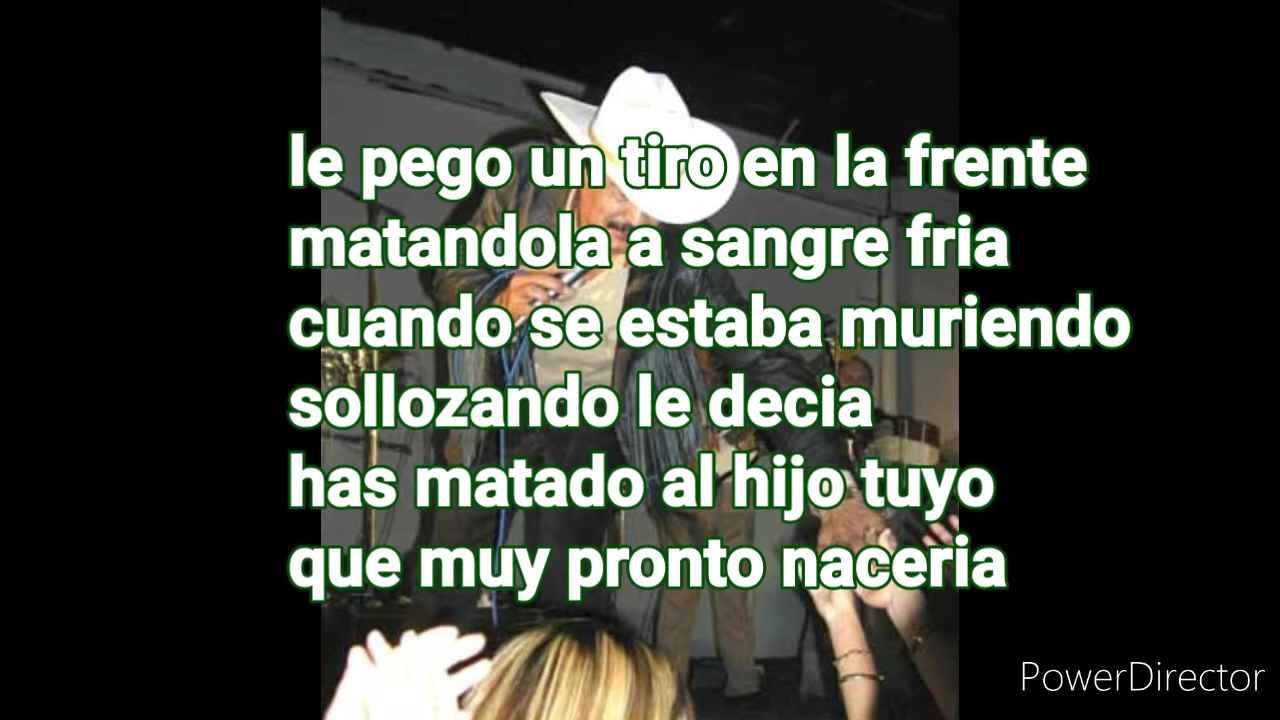 le pego un tiro en la frente
matandola a sangre fria
cuando se estaba muriendo
sollozando le decia
has matado al hijo tuyo
que muy pronto naceria
PowerDirector